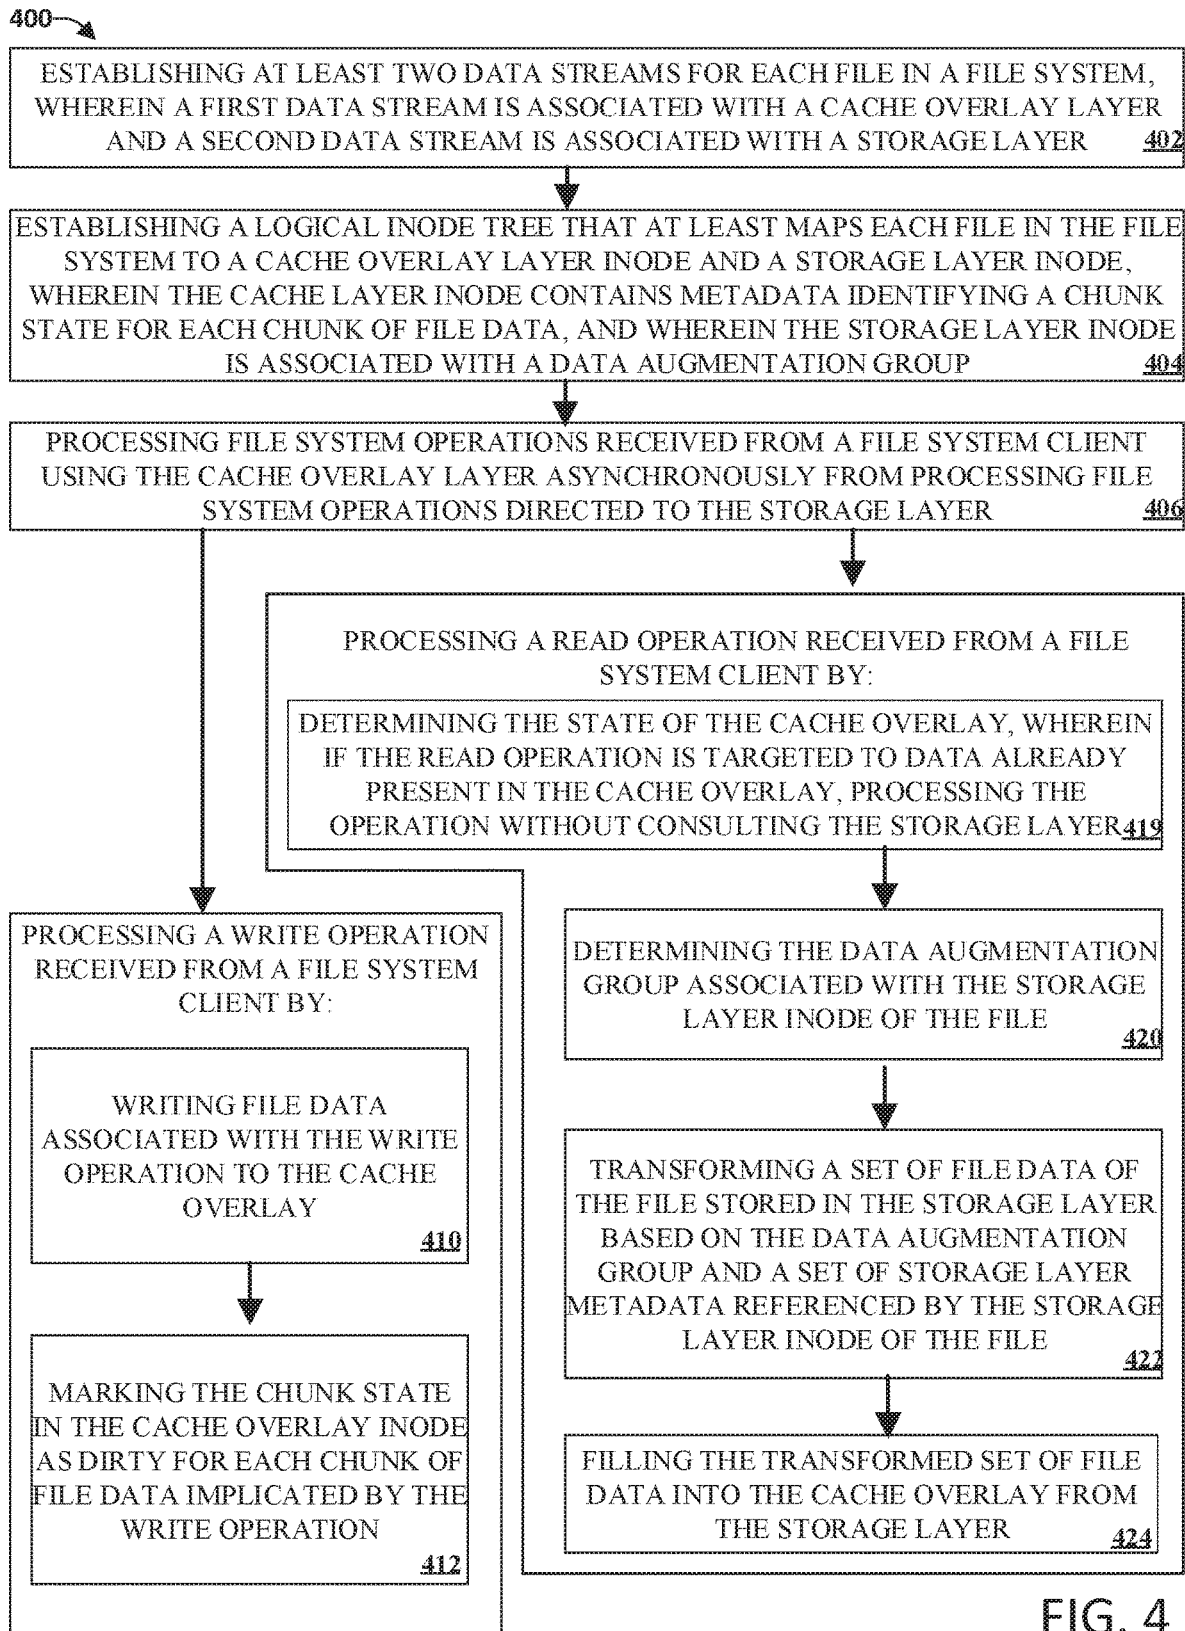 400
ESTABLISHING AT LEAST TWO DATA STREAMS FOR EACH FILE IN A FILE SYSTEM,
WHEREIN A FIRST DATA STREAM IS ASSOCIATED WITH A CACHE OVERLAY LAYER
AND A SECOND DATA STREAM IS ASSOCIATED WITH A STORAGE LAYER
402
ESTABLISHING A LOGICAL INODE TREE THAT AT LEAST MAPS EACH FILE IN THE FILE
SYSTEM TO A CACHE OVERLAY LAYER INODE AND A STORAGE LAYER INODE,
WHEREIN THE CACHE LAYER INODE CONTAINS METADATA IDENTIFYING A CHUNK
STATE FOR EACH CHUNK OF FILE DATA, AND WHEREIN THE STORAGE LAYER INODE
IS ASSOCIATED WITH A DATA AUGMENTATION GROUP
404
PROCESSING FILE SYSTEM OPERATIONS RECEIVED FROM A FILE SYSTEM CLIENT
USING THE CACHE OVERLAY LAYER ASYNCHRONOUSLY FROM PROCESSING FILE
SYSTEM OPERATIONS DIRECTED TO THE STORAGE LAYER
406
PROCESSING A READ OPERATION RECEIVED FROM A FILE
SYSTEM CLIENT BY:
DETERMINING THE STATE OF THE CACHE OVERLAY, WHEREIN
IF THE READ OPERATION IS TARGETED TO DATA ALREADY
PRESENT IN THE CACHE OVERLAY, PROCESSING THE
OPERATION WITHOUT CONSULTING THE STORAGE LAYER
419
DETERMINING THE DATA AUGMENTATION
GROUP ASSOCIATED WITH THE STORAGE
LAYER INODE OF THE FILE
420
TRANSFORMING A SET OF FILE DATA OF
THE FILE STORED IN THE STORAGE LAYER
BASED ON THE DATA AUGMENTATION
GROUP AND A SET OF STORAGE LAYER
METADATA REFERENCED BY THE STORAGE
LAYER INODE OF THE FILE
422
FILLING THE TRANSFORMED SET OF FILE
DATA INTO THE CACHE OVERLAY FROM
THE STORAGE LAYER
424
PROCESSING A WRITE OPERATION
RECEIVED FROM A FILE SYSTEM
CLIENT BY:
WRITING FILE DATA
ASSOCIATED WITH THE WRITE
OPERATION TO THE CACHE
OVERLAY
410
MARKING THE CHUNK STATE
IN THE CACHE OVERLAY INODE
AS DIRTY FOR EACH CHUNK OF
FILE DATA IMPLICATED BY THE
WRITE OPERATION
412
FIG. 4